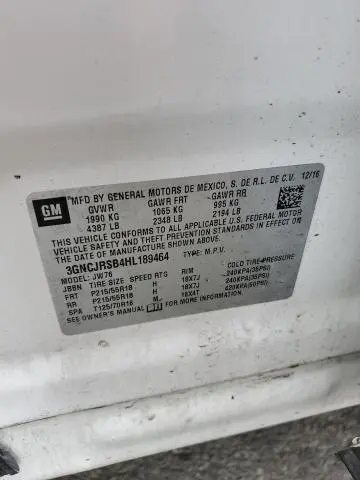 GM
MFD BY GENERAL MOTORS DE MEXICO, S. DE R.L. DE C.V. 12/16
GVWR GAWR FRT GAWR RR
1990 KG 1065 KG 995 KG
4387 LB 2348 LB 2194 LB
THIS VEHICLE CONFORMS TO ALL APPLICABLE U.S. FEDERAL MOTOR
VEHICLE SAFETY, BUMPER, AND THEFT PREVENTION STANDARDS IN
EFFECT ON THE DATE OF MANUFACTURE SHOWN ABOVE.
3GNCJRSB4HL189464 TYPE: M.P.V.
MODEL: JW76
JBBN TIRE SIZE SPEED RTG RIM COLD TIRE PRESSURE
FRT P215/55R18 H 18X7J 240KPA(35PSI)
RR P215/55R18 H 18X7J 240KPA(35PSI)
SPA T125/70R16 M 16X4T 420KPA(60PSI)
SEE OWNER'S MANUAL FOR MORE INFORMATION.